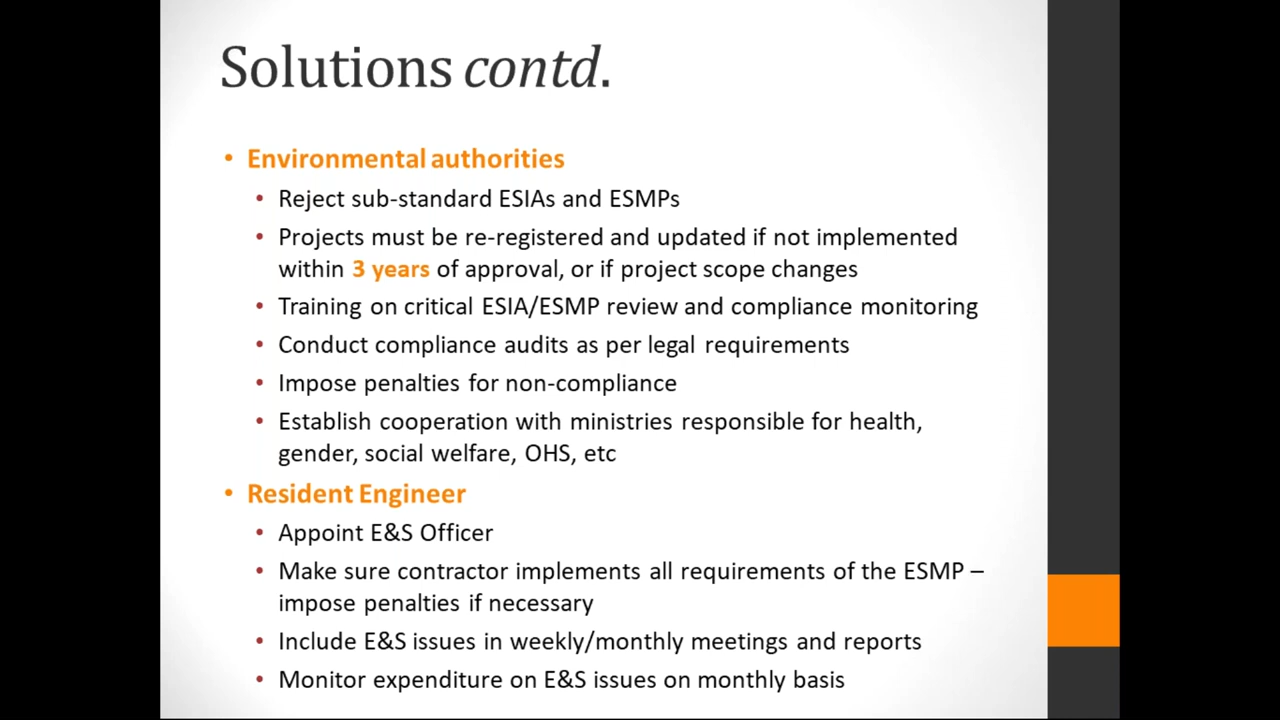 Solutions contd.
• Environmental authorities
• Reject sub-standard ESIAs and ESMPs
• Projects must be re-registered and updated if not implemented
within 3 years of approval, or if project scope changes
• Training on critical ESIA/ESMP review and compliance monitoring
• Conduct compliance audits as per legal requirements
• Impose penalties for non-compliance
• Establish cooperation with ministries responsible for health,
gender, social welfare, OHS, etc
• Resident Engineer
• Appoint E&S Officer
• Make sure contractor implements all requirements of the ESMP –
impose penalties if necessary
• Include E&S issues in weekly/monthly meetings and reports
• Monitor expenditure on E&S issues on monthly basis